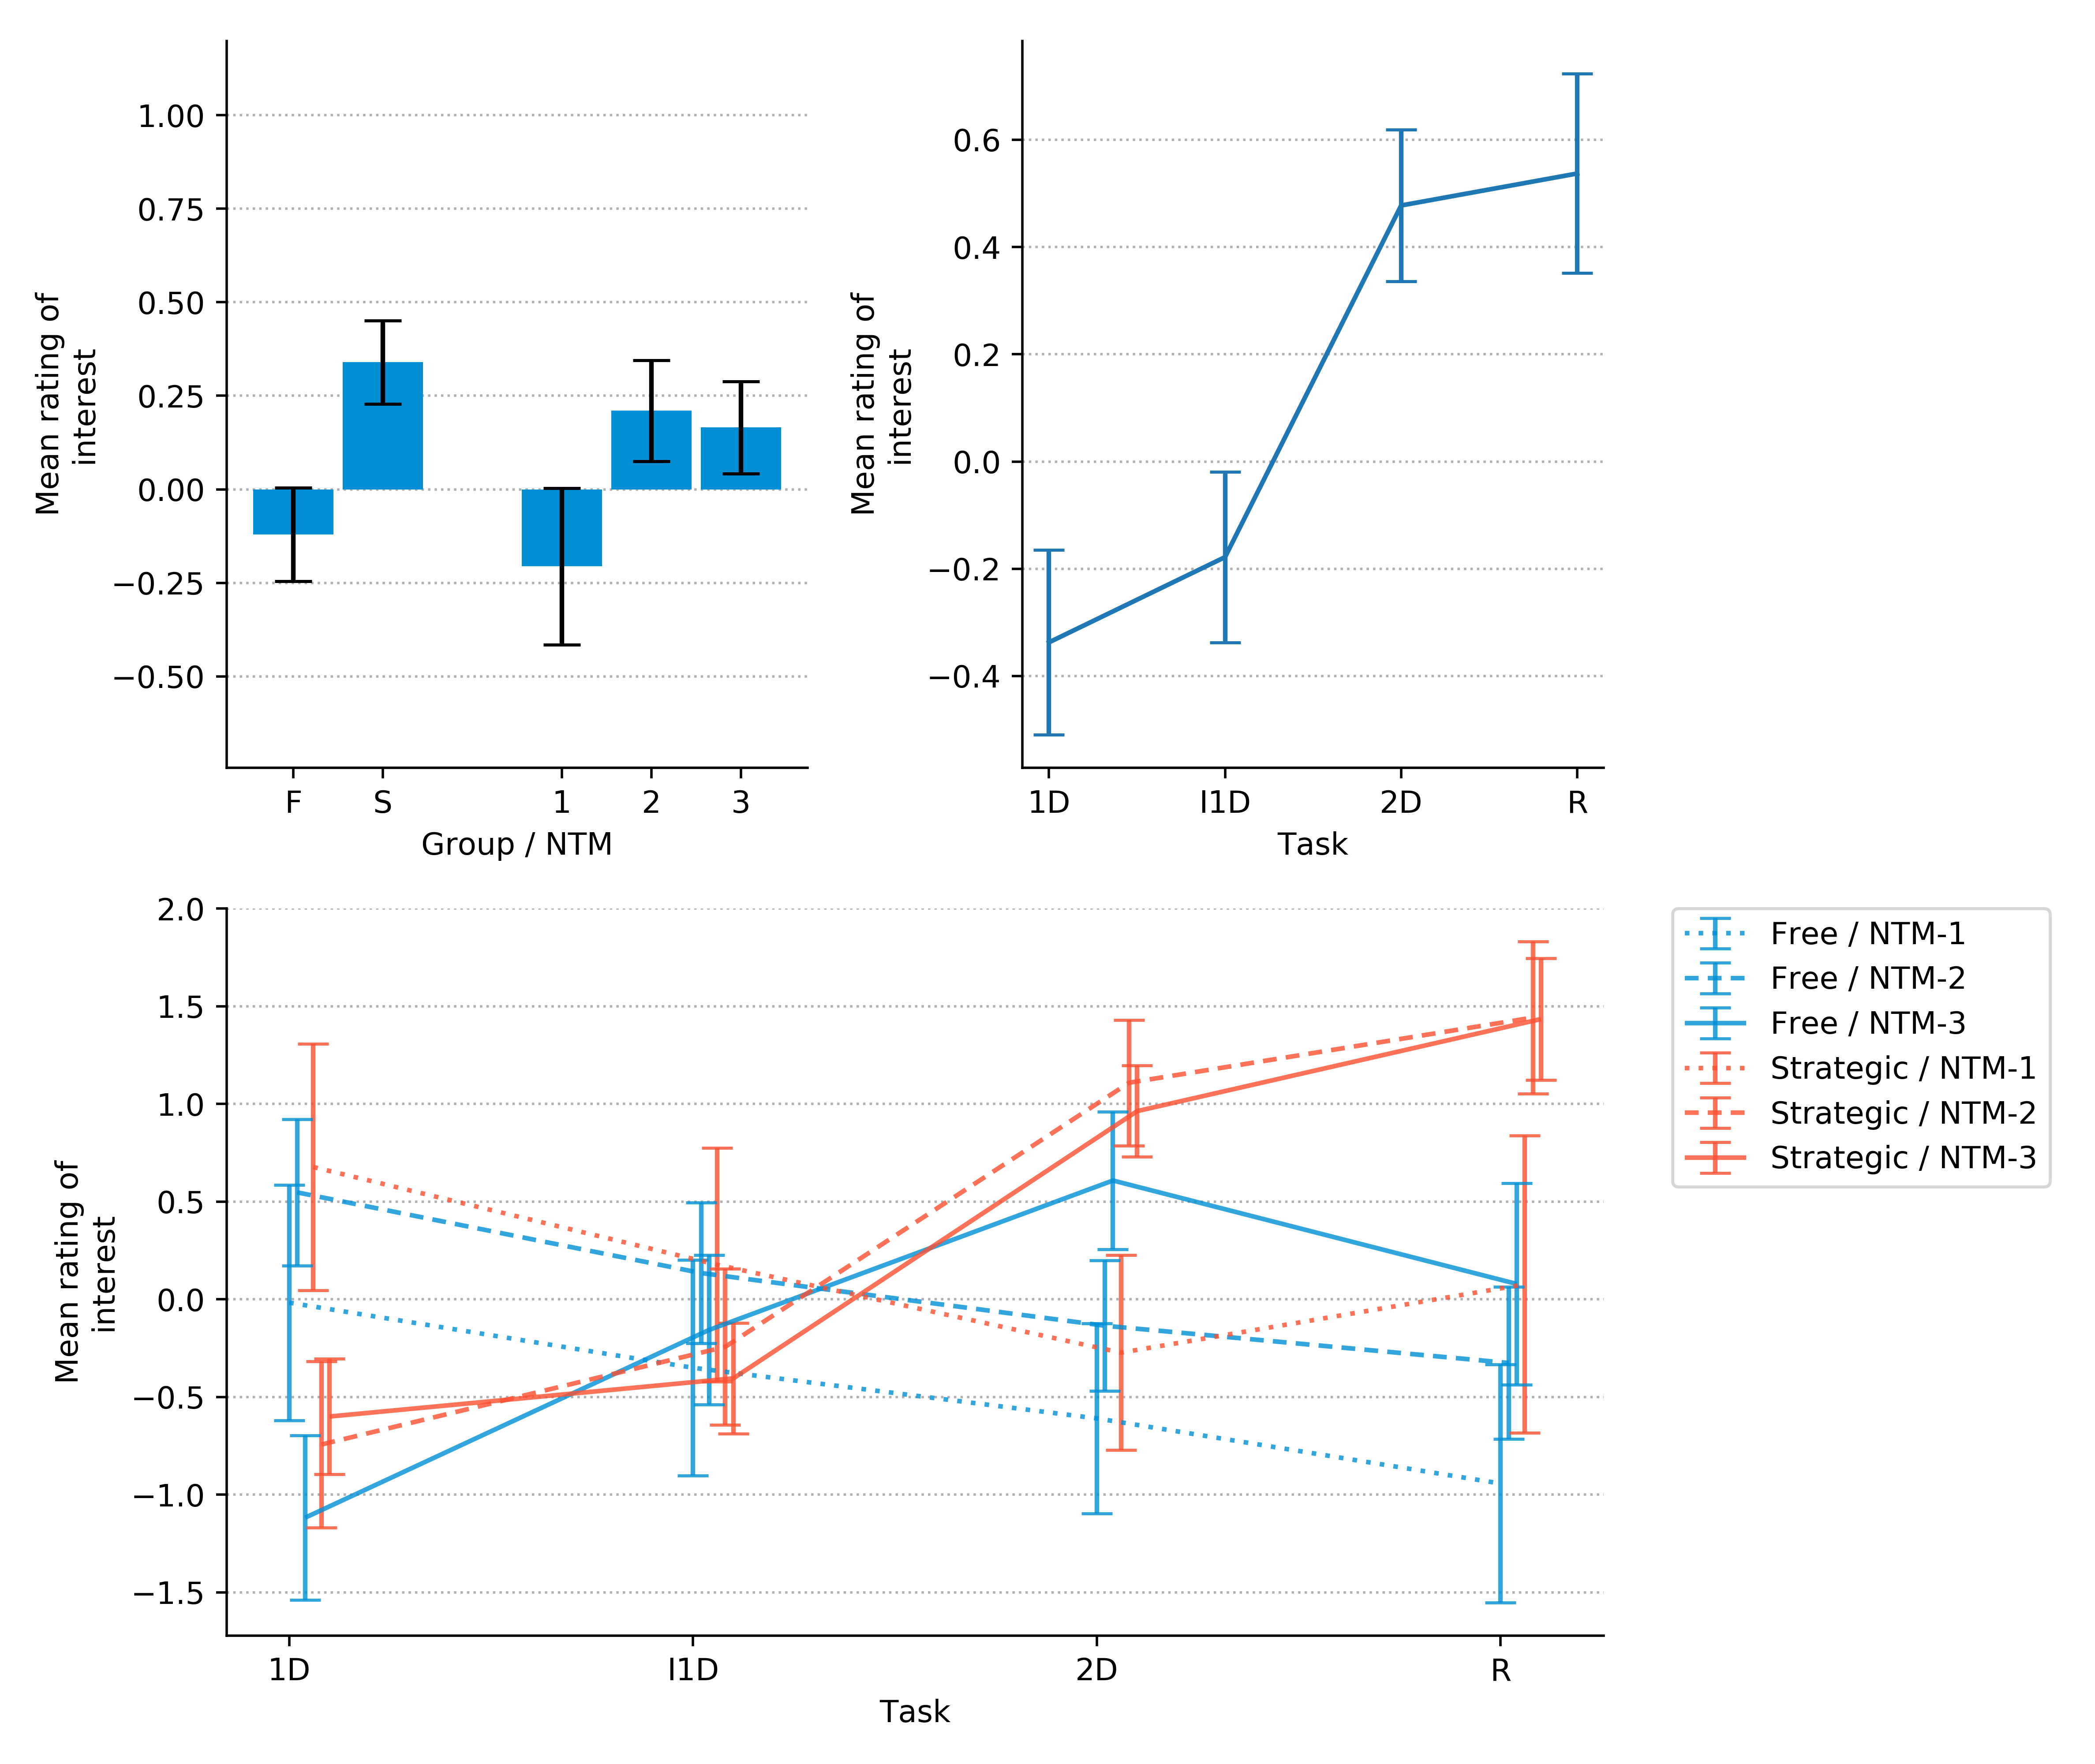 1.00
0.75
0.50
0.25
0.00
−0.25
−0.50
Mean rating of
interest
F S 1 2 3
Group / NTM
0.6
0.4
0.2
0.0
−0.2
−0.4
Mean rating of
interest
1D I1D 2D R
Task
2.0
1.5
1.0
0.5
0.0
−0.5
−1.0
−1.5
Mean rating of
interest
1D I1D 2D R
Task
Free / NTM-1
Free / NTM-2
Free / NTM-3
Strategic / NTM-1
Strategic / NTM-2
Strategic / NTM-3